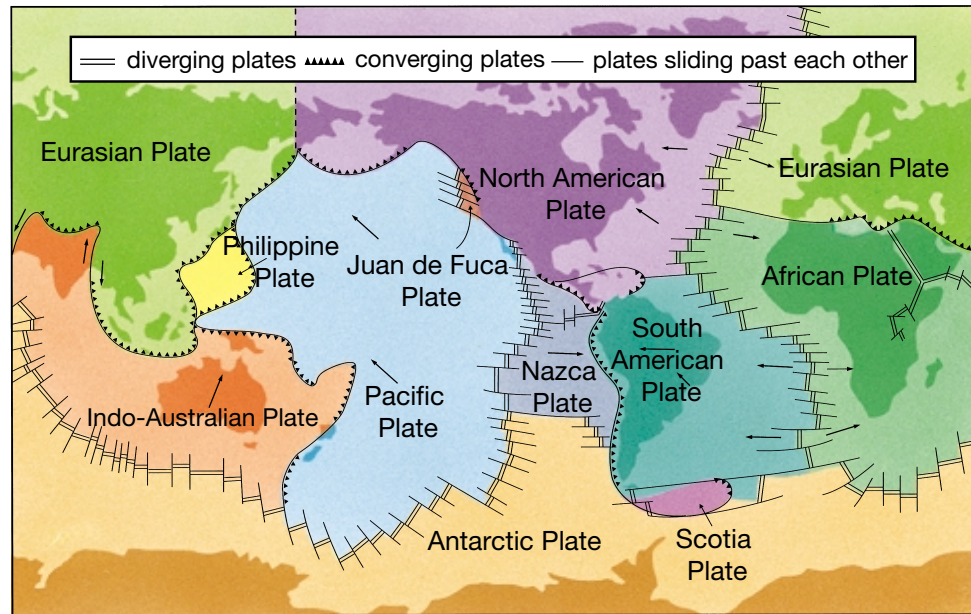 diverging plates converging plates plates sliding past each other
Eurasian Plate
North American
Plate
Eurasian Plate
Philippine
Plate
Juan de Fuca
Plate
African Plate
South
American
Plate
Nazca
Plate
Indo-Australian Plate
Pacific
Plate
Antarctic Plate
Scotia
Plate